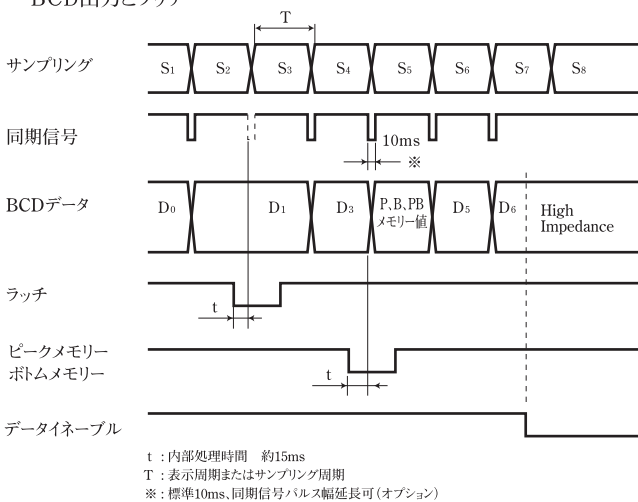 BCD出力とラッチ
T
サンプリング S1 S2 S3 S4 S5 S6 S7 S8
同期信号
10ms
※
BCDデータ D0 D1 D3 P、B、PB メモリー値 D5 D6 High Impedance
ラッチ
t
ピークメモリー
ボトムメモリー
t
データイネーブル
t : 内部処理時間 約15ms
T : 表示周期またはサンプリング周期
※ : 標準10ms、同期信号パルス幅延長可(オプション)